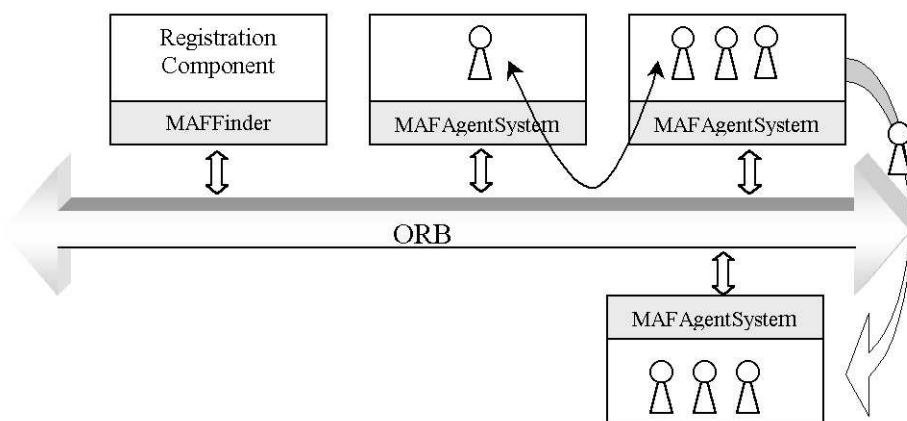 Registration
Component
MAFFinder
MAFAgentSystem
MAFAgentSystem
ORB
MAFAgentSystem